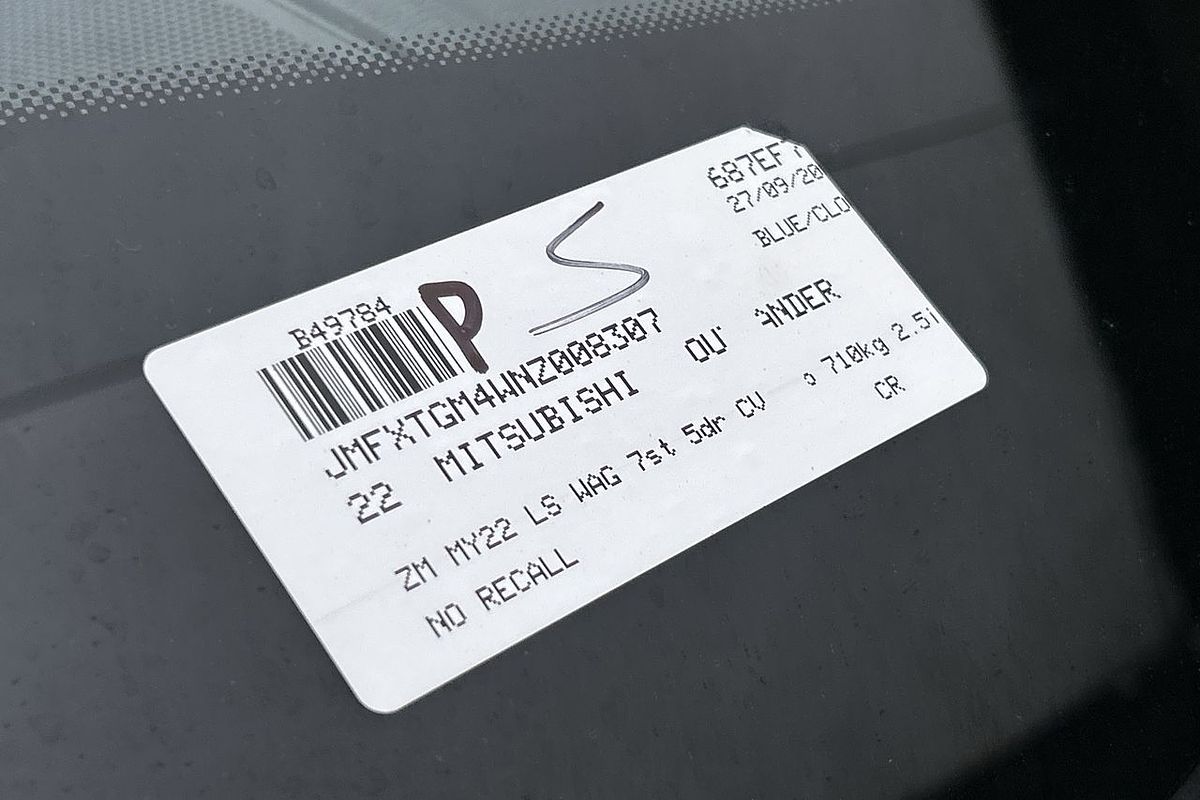 687EF
27/09/20
BLUE/CLO
S
P
B49784
JMFXTGM4WNZ008307
22 MITSUBISHI OU ANDER
ZM MY22 LS WAG 7st 5dr CV 710kg 2.5i
NO RECALL CR